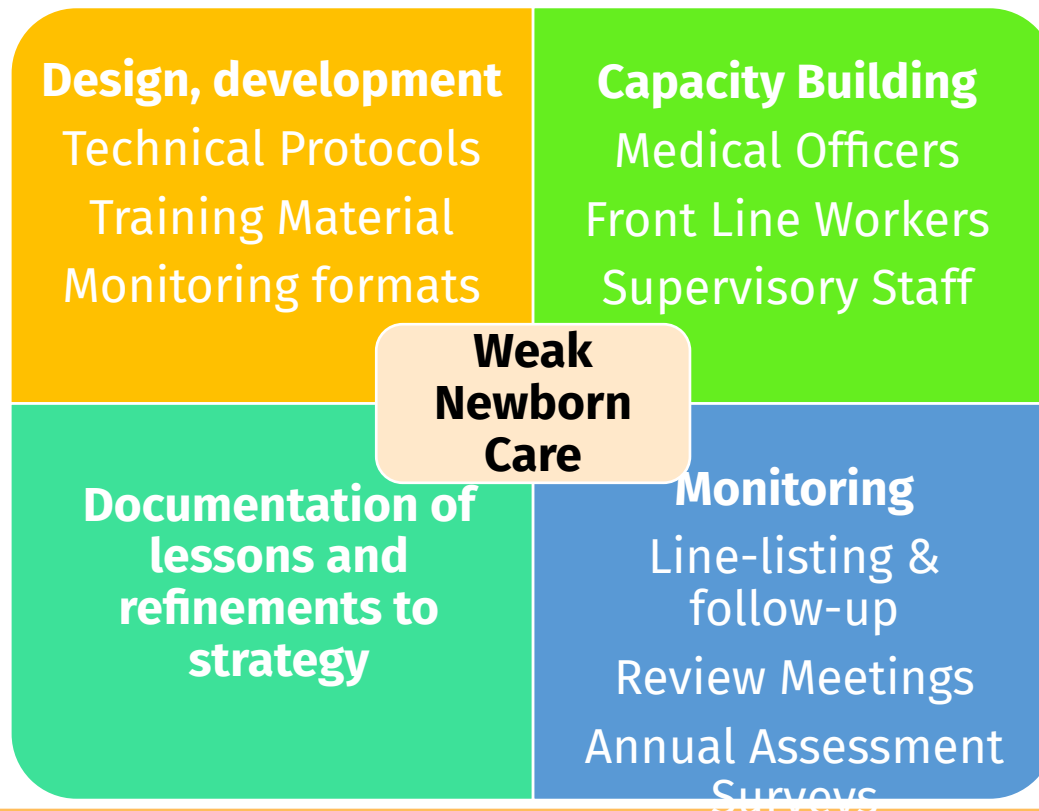 Design, development
Technical Protocols
Training Material
Monitoring formats
Capacity Building
Medical Officers
Front Line Workers
Supervisory Staff
Weak
Newborn
Care
Documentation of
lessons and
refinements to
strategy
Monitoring
Line-listing &
follow-up
Review Meetings
Annual Assessment
Surveys